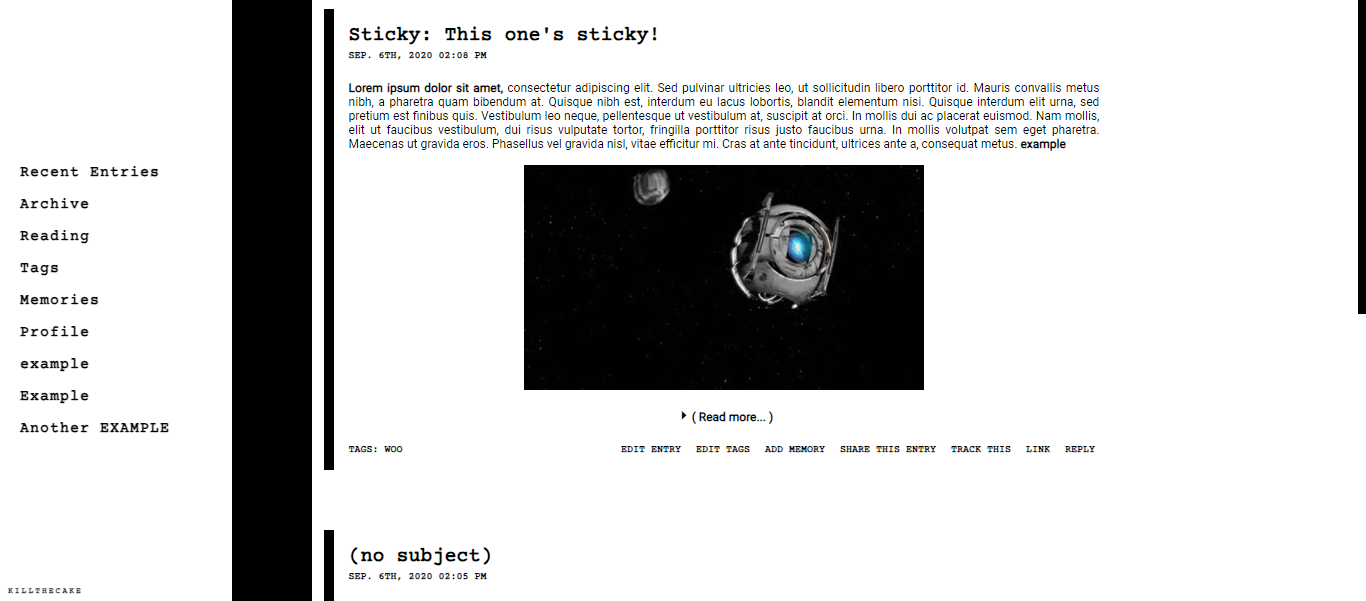 Recent Entries
Archive
Reading
Tags
Memories
Profile
example
Example
Another EXAMPLE
KILLTHECAKE
Sticky: This one's sticky!
SEP. 6TH, 2020 02:08 PM
Lorem ipsum dolor sit amet, consectetur adipiscing elit. Sed pulvinar ultricies leo, ut sollicitudin libero porttitor id. Mauris convallis metus
nibh, a pharetra quam bibendum at. Quisque nibh est, interdum eu lacus lobortis, blandit elementum nisi. Quisque interdum elit urna, sed
pretium est finibus quis. Vestibulum leo neque, pellentesque ut vestibulum at, suscipit at orci. In mollis dui ac placerat euismod. Nam mollis,
elit ut faucibus vestibulum, dui risus vulputate tortor, fringilla porttitor risus justo faucibus urna. In mollis volutpat sem eget pharetra.
Maecenas ut gravida eros. Phasellus vel gravida nisl, vitae efficitur mi. Cras at ante tincidunt, ultrices ante a, consequat metus. example
( Read more... )
TAGS: WOO
EDIT ENTRY EDIT TAGS ADD MEMORY SHARE THIS ENTRY TRACK THIS LINK REPLY
(no subject)
SEP. 6TH, 2020 02:05 PM